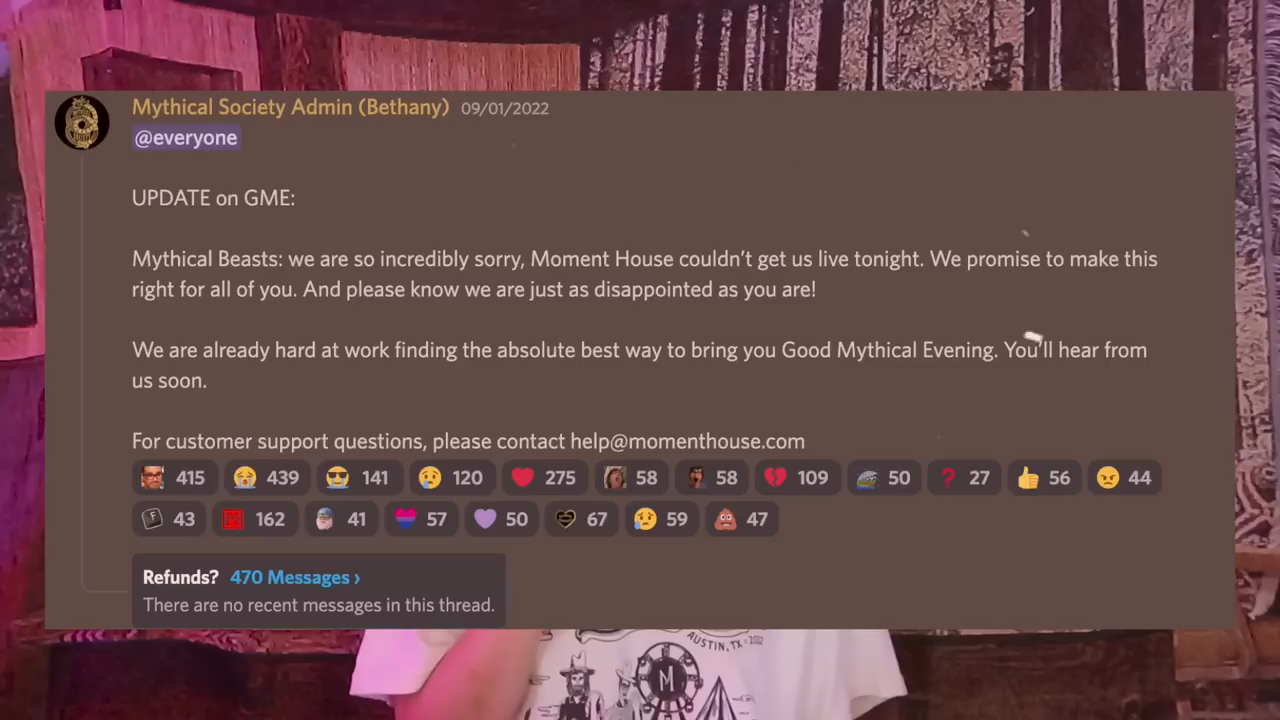 Mythical Society Admin (Bethany) 09/01/2022
@everyone
UPDATE on GME:
Mythical Beasts: we are so incredibly sorry, Moment House couldn't get us live tonight. We promise to make this
right for all of you. And please know we are just as disappointed as you are!
We are already hard at work finding the absolute best way to bring you Good Mythical Evening. You'll hear from
us soon.
For customer support questions, please contact help@momenthouse.com
415 439 141 120 275 58 58 109 50 27 56 44
F 43 162 41 57 50 67 59 47
Refunds? 470 Messages ›
There are no recent messages in this thread.
AUSTIN, TX
M